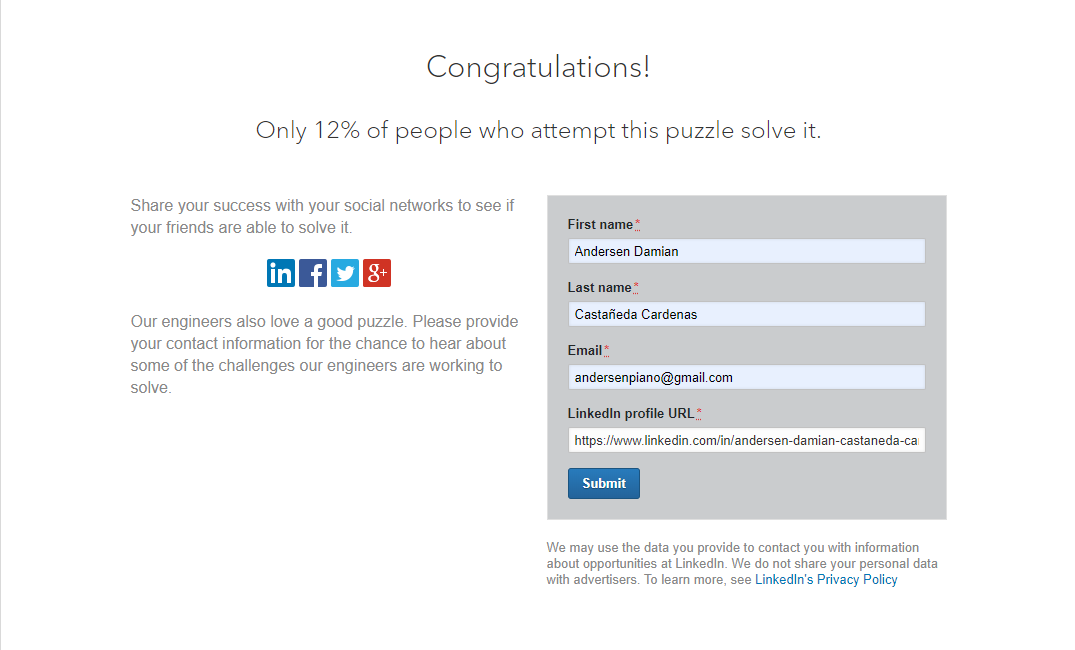 Congratulations!
Only 12% of people who attempt this puzzle solve it.
Share your success with your social networks to see if
your friends are able to solve it.
in f g+
Our engineers also love a good puzzle. Please provide
your contact information for the chance to hear about
some of the challenges our engineers are working to
solve.
First name*
Andersen Damian
Last name*
Castañeda Cardenas
Email*
andersenpiano@gmail.com
LinkedIn profile URL*
https://www.linkedin.com/in/andersen-damian-castaneda-ca
Submit
We may use the data you provide to contact you with information
about opportunities at LinkedIn. We do not share your personal data
with advertisers. To learn more, see LinkedIn's Privacy Policy